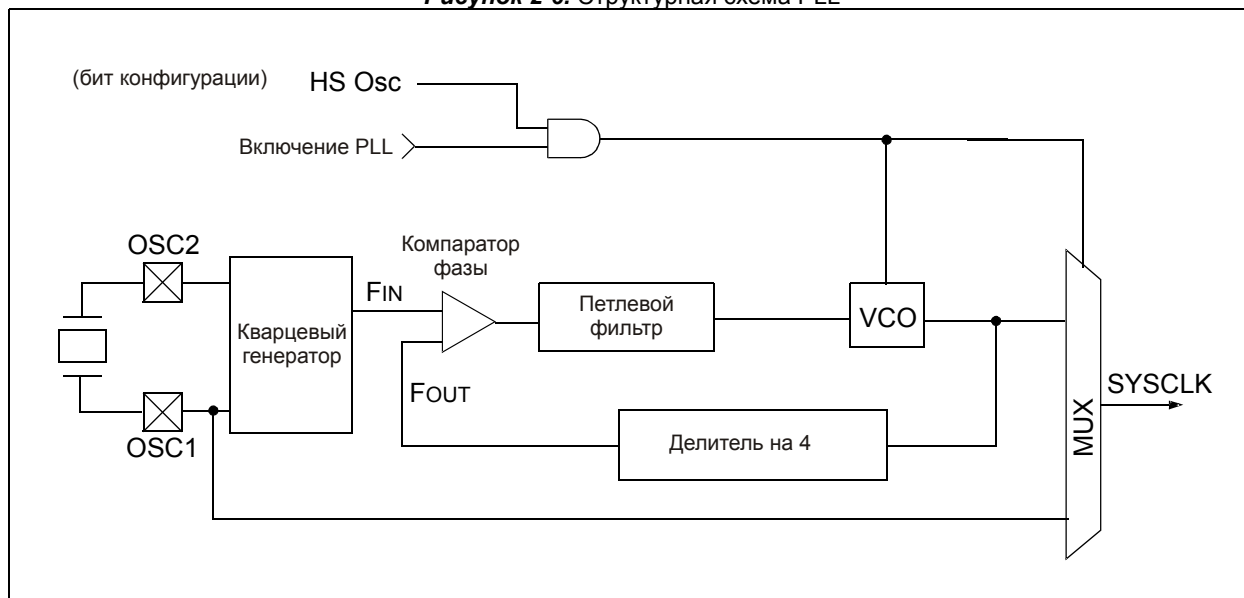 Рисунок 2-6. Структурная схема PLL
(бит конфигурации)
HS Osc
Включение PLL
OSC2
Компаратор
фазы
FIN
Петлевой
фильтр
VCO
Кварцевый
генератор
FOUT
SYSCLK
MUX
OSC1
Делитель на 4